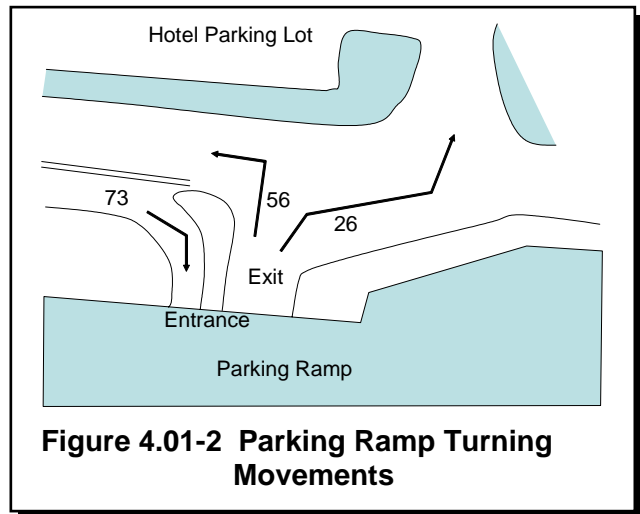 Hotel Parking Lot
73
56
26
Exit
Entrance
Parking Ramp
Figure 4.01-2 Parking Ramp Turning
Movements